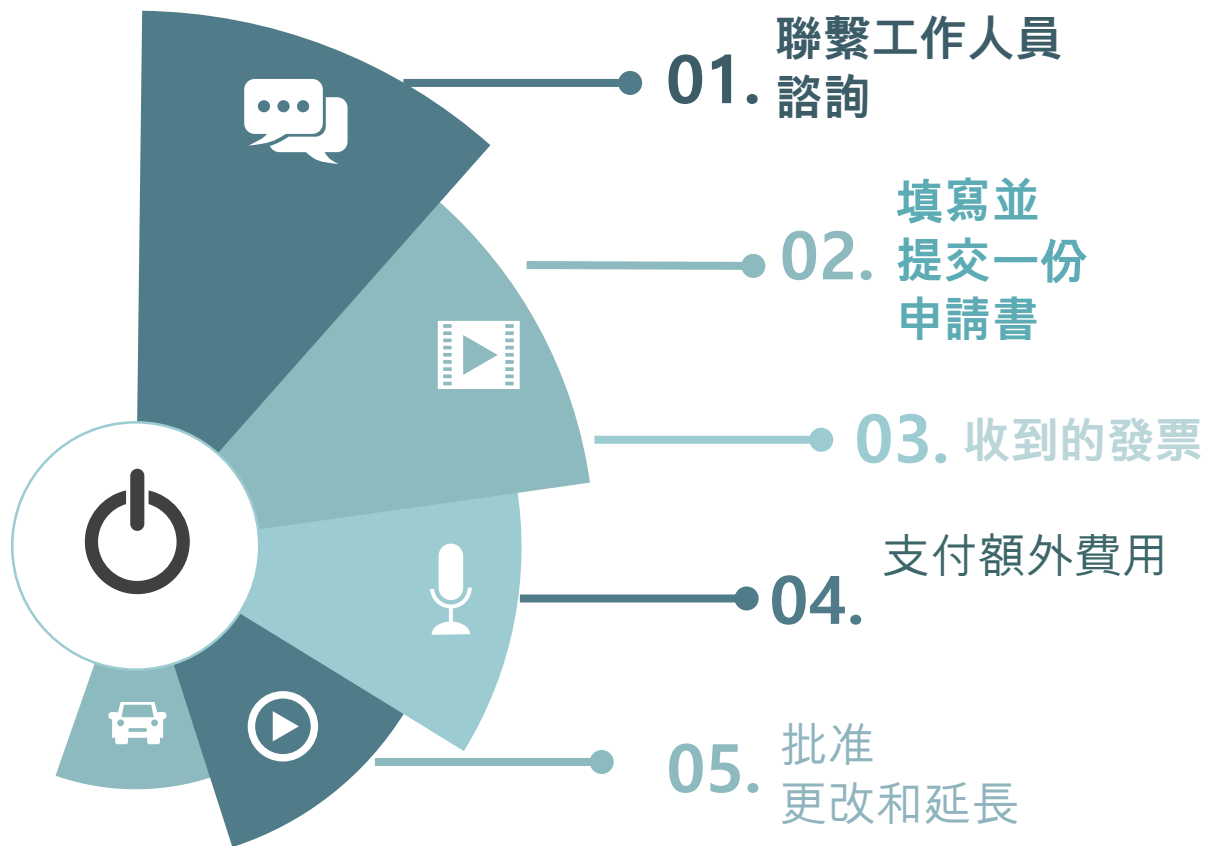 01. 聯繫工作人員
諮詢
02. 填寫並
提交一份
申請書
03. 收到的發票
04. 支付額外費用
05. 批准
更改和延長